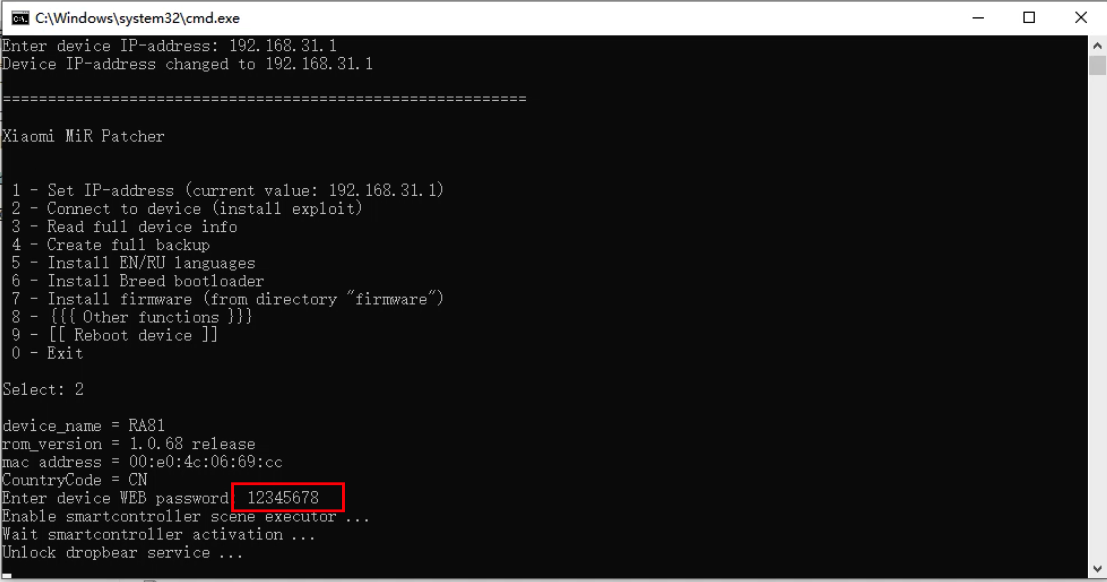 C:\Windows\system32\cmd.exe
Enter device IP-address: 192.168.31.1
Device IP-address changed to 192.168.31.1
==========================================================
Xiaomi MiR Patcher
1 - Set IP-address (current value: 192.168.31.1)
2 - Connect to device (install exploit)
3 - Read full device info
4 - Create full backup
5 - Install EN/RU languages
6 - Install Breed bootloader
7 - Install firmware (from directory "firmware")
8 - {{{ Other functions }}}
9 - [[ Reboot device ]]
0 - Exit
Select: 2
device_name = RA81
rom_version = 1.0.68 release
mac address = 00:e0:4c:06:69:cc
CountryCode = CN
Enter device WEB password: 12345678
Enable smartcontroller scene executor ...
Wait smartcontroller activation ...
Unlock dropbear service ...